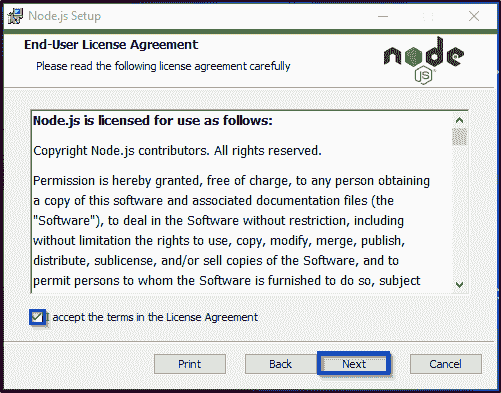 Node.js Setup
End-User License Agreement
Please read the following license agreement carefully
node
JS
Node.js is licensed for use as follows:
Copyright Node.js contributors. All rights reserved.
Permission is hereby granted, free of charge, to any person obtaining
a copy of this software and associated documentation files (the
"Software"), to deal in the Software without restriction, including
without limitation the rights to use, copy, modify, merge, publish,
distribute, sublicense, and/or sell copies of the Software, and to
permit persons to whom the Software is furnished to do so, subject
I accept the terms in the License Agreement
Print Back Next Cancel